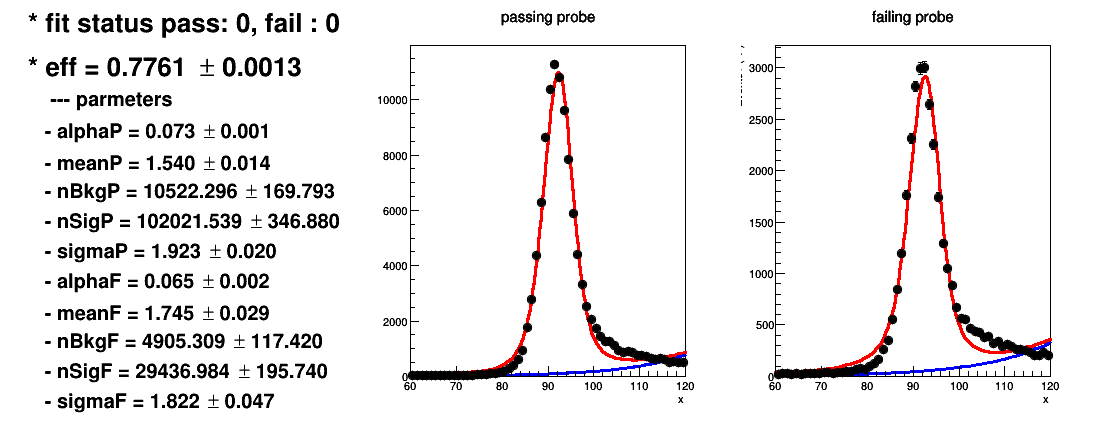 * fit status pass: 0, fail : 0
* eff = 0.7761 ± 0.0013
--- parmeters
- alphaP = 0.073 ± 0.001
- meanP = 1.540 ± 0.014
- nBkgP = 10522.296 ± 169.793
- nSigP = 102021.539 ± 346.880
- sigmaP = 1.923 ± 0.020
- alphaF = 0.065 ± 0.002
- meanF = 1.745 ± 0.029
- nBkgF = 4905.309 ± 117.420
- nSigF = 29436.984 ± 195.740
- sigmaF = 1.822 ± 0.047
passing probe
10000
8000
6000
4000
2000
0
60 70 80 90 100 110 120
x
failing probe
3000
2500
2000
1500
1000
500
0
60 70 80 90 100 110 120
x